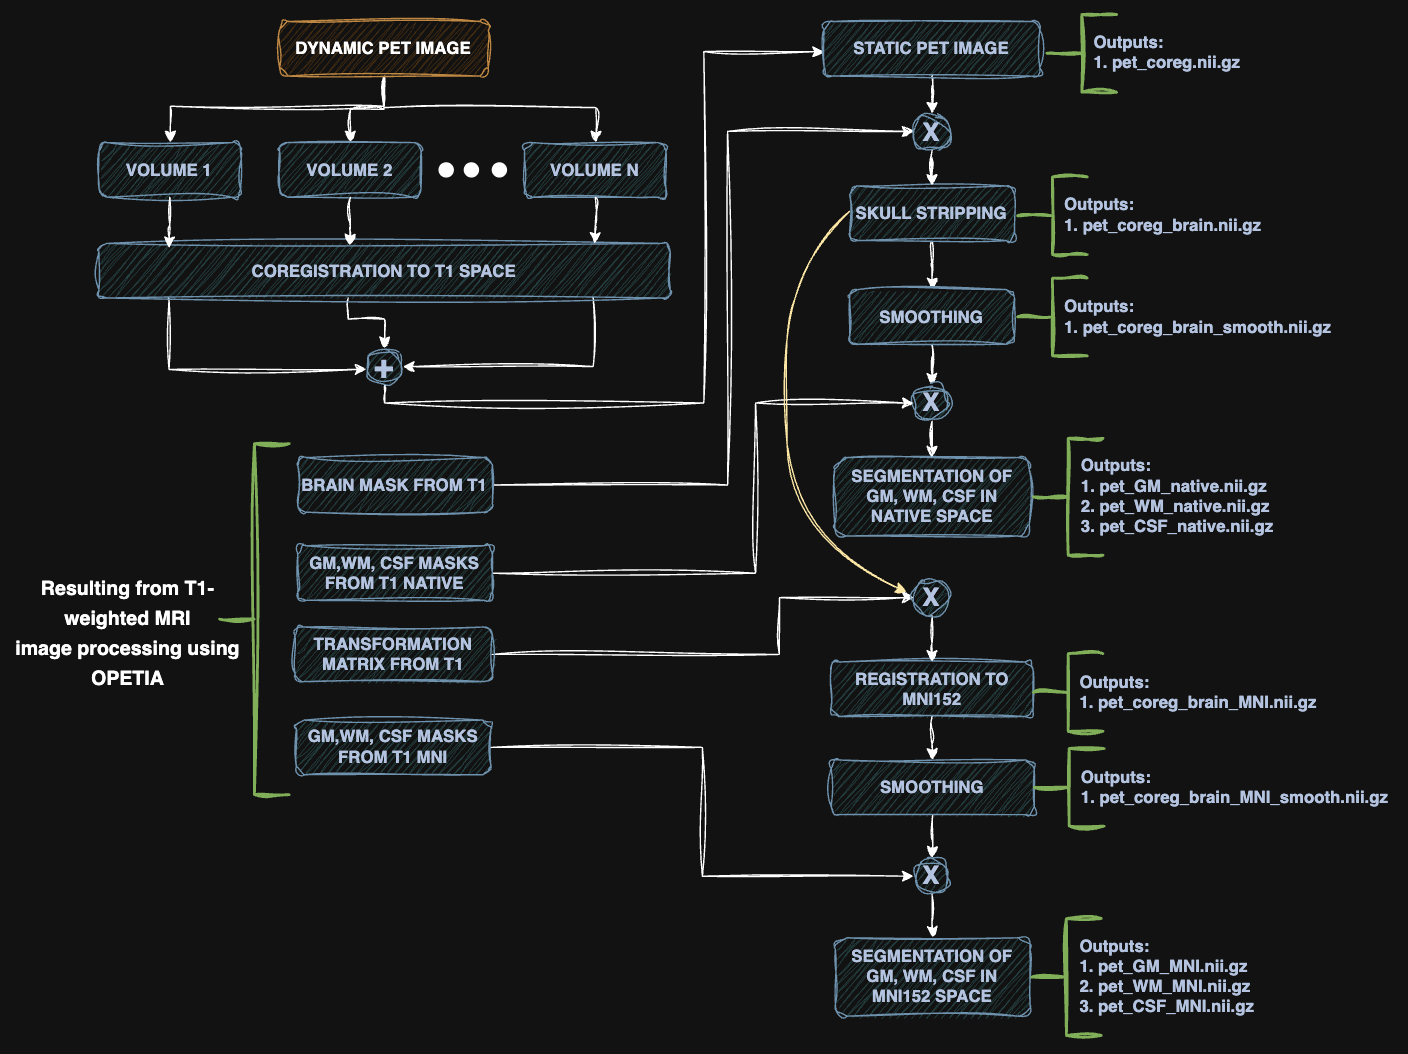 DYNAMIC PET IMAGE
VOLUME 1
VOLUME 2
VOLUME N
COREGISTRATION TO T1 SPACE
+
STATIC PET IMAGE
Outputs:
1. pet_coreg.nii.gz
X
SKULL STRIPPING
Outputs:
1. pet_coreg_brain.nii.gz
SMOOTHING
Outputs:
1. pet_coreg_brain_smooth.nii.gz
X
SEGMENTATION OF
GM, WM, CSF IN
NATIVE SPACE
Outputs:
1. pet_GM_native.nii.gz
2. pet_WM_native.nii.gz
3. pet_CSF_native.nii.gz
Resulting from T1-
weighted MRI
image processing using
OPETIA
BRAIN MASK FROM T1
GM,WM, CSF MASKS
FROM T1 NATIVE
TRANSFORMATION
MATRIX FROM T1
GM,WM, CSF MASKS
FROM T1 MNI
X
REGISTRATION TO
MNI152
Outputs:
1. pet_coreg_brain_MNI.nii.gz
SMOOTHING
Outputs:
1. pet_coreg_brain_MNI_smooth.nii.gz
X
SEGMENTATION OF
GM, WM, CSF IN
MNI152 SPACE
Outputs:
1. pet_GM_MNI.nii.gz
2. pet_WM_MNI.nii.gz
3. pet_CSF_MNI.nii.gz